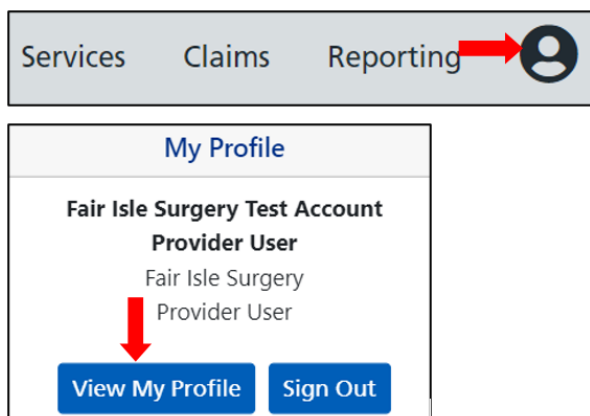 Services Claims Reporting
My Profile
Fair Isle Surgery Test Account
Provider User
Fair Isle Surgery
Provider User
View My Profile Sign Out